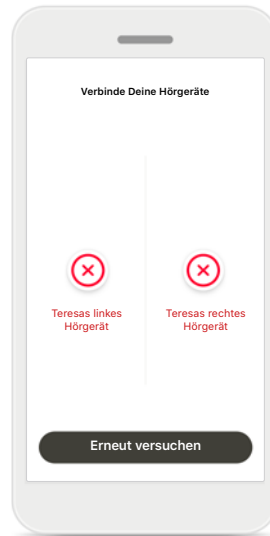 Verbinde Deine Hörgeräte
Teresas linkes
Hörgerät
Teresas rechtes
Hörgerät
Erneut versuchen